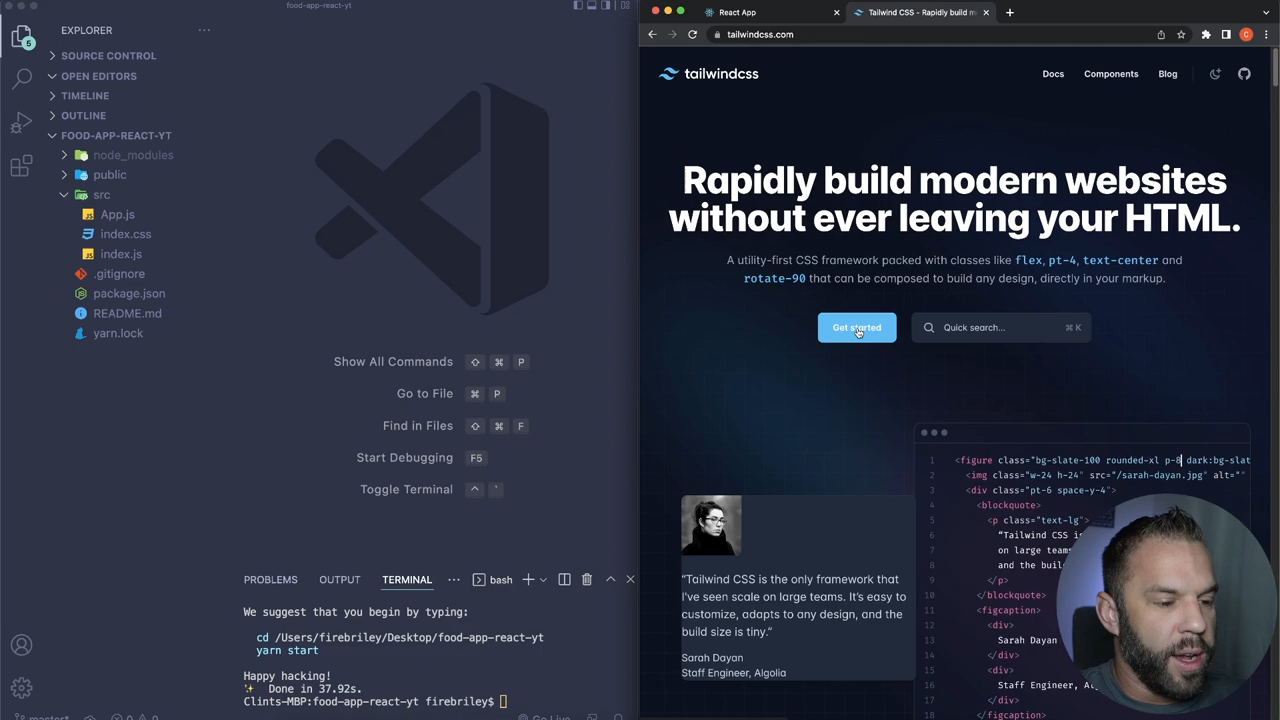 food-app-react-yt
EXPLORER
SOURCE CONTROL
OPEN EDITORS
TIMELINE
OUTLINE
FOOD-APP-REACT-YT
node_modules
public
src
App.js
index.css
index.js
.gitignore
package.json
README.md
yarn.lock
5
Show All Commands ⇧ ⌘ P
Go to File ⌘ P
Find in Files ⇧ ⌘ F
Start Debugging F5
Toggle Terminal ^ `
PROBLEMS OUTPUT TERMINAL ··· bash
We suggest that you begin by typing:
cd /Users/firebriley/Desktop/food-app-react-yt
yarn start
Happy hacking!
✨ Done in 37.92s.
Clints-MBP:food-app-react-yt firebriley$
master* 0 0 Go Live
React App
Tailwind CSS - Rapidly build m
tailwindcss.com
C
tailwindcss
Docs Components Blog
Rapidly build modern websites
without ever leaving your HTML.
A utility-first CSS framework packed with classes like flex, pt-4, text-center and
rotate-90 that can be composed to build any design, directly in your markup.
Get started
Quick search... ⌘ K
“Tailwind CSS is the only framework that
I've seen scale on large teams. It's easy to
customize, adapts to any design, and the
build size is tiny.”
Sarah Dayan
Staff Engineer, Algolia
1 <figure class="bg-slate-100 rounded-xl p-8 dark:bg-slat
2 <img class="w-24 h-24" src="/sarah-dayan.jpg" alt=""
3 <div class="pt-6 space-y-4">
4 <blockquote>
5 <p class="text-lg">
6 “Tailwind CSS is
7 on large teams
8 and the buil
9 </p>
10 </blockquote>
11 <figcaption>
12 <div>
13 Sarah Dayan
14 </div>
15 <div>
16 Staff Engineer, Al
17 </div>
18 </figcaption>